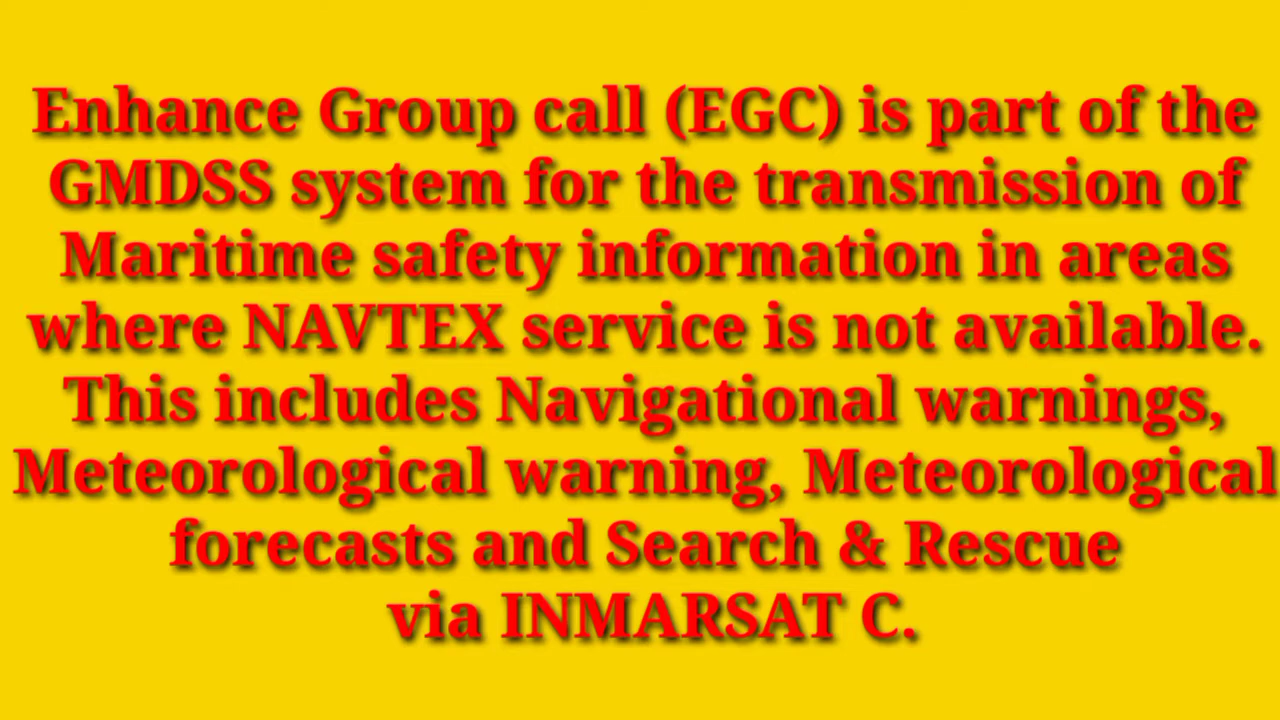 Enhance Group call (EGC) is part of the
GMDSS system for the transmission of
Maritime safety information in areas
where NAVTEX service is not available.
This includes Navigational warnings,
Meteorological warning, Meteorological
forecasts and Search & Rescue
via INMARSAT C.